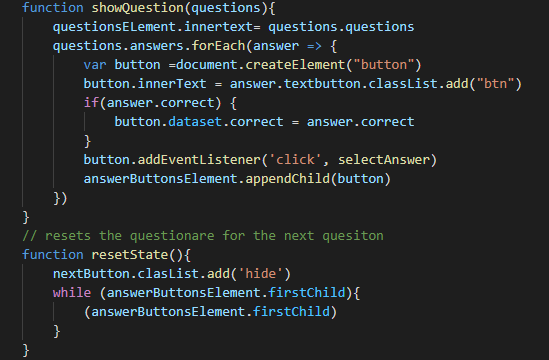 function showQuestion(questions){
questionsELement.innertext= questions.questions
questions.answers.forEach(answer => {
var button =document.createElement("button")
button.innerText = answer.textbutton.classList.add("btn")
if(answer.correct) {
button.dataset.correct = answer.correct
}
button.addEventListener('click', selectAnswer)
answerButtonsElement.appendChild(button)
})
}
// resets the questionare for the next quesiton
function resetState(){
nextButton.clasList.add('hide')
while (answerButtonsElement.firstChild){
(answerButtonsElement.firstChild)
}
}